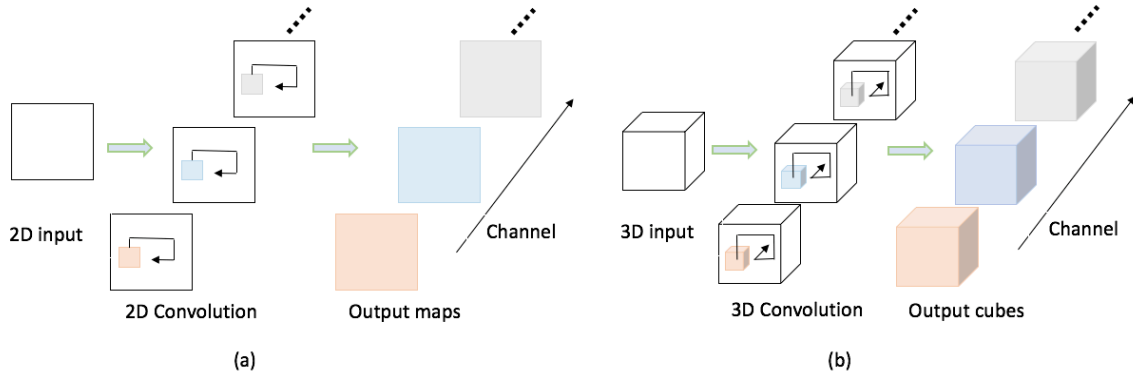 2D input
Channel
2D Convolution
Output maps
(a)
3D input
Channel
3D Convolution
Output cubes
(b)